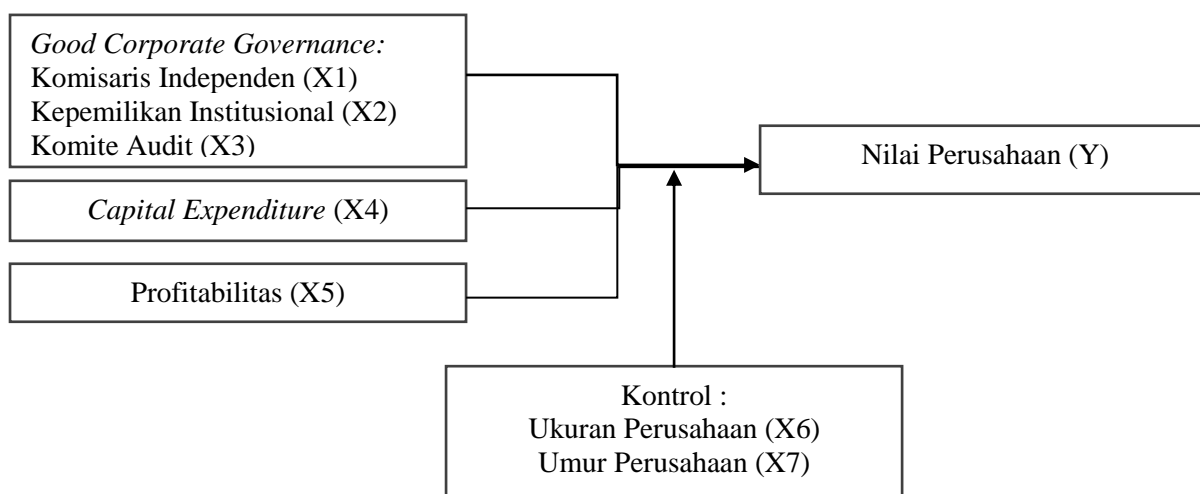 Good Corporate Governance:
Komisaris Independen (X1)
Kepemilikan Institusional (X2)
Komite Audit (X3)
Nilai Perusahaan (Y)
Capital Expenditure (X4)
Profitabilitas (X5)
Kontrol :
Ukuran Perusahaan (X6)
Umur Perusahaan (X7)